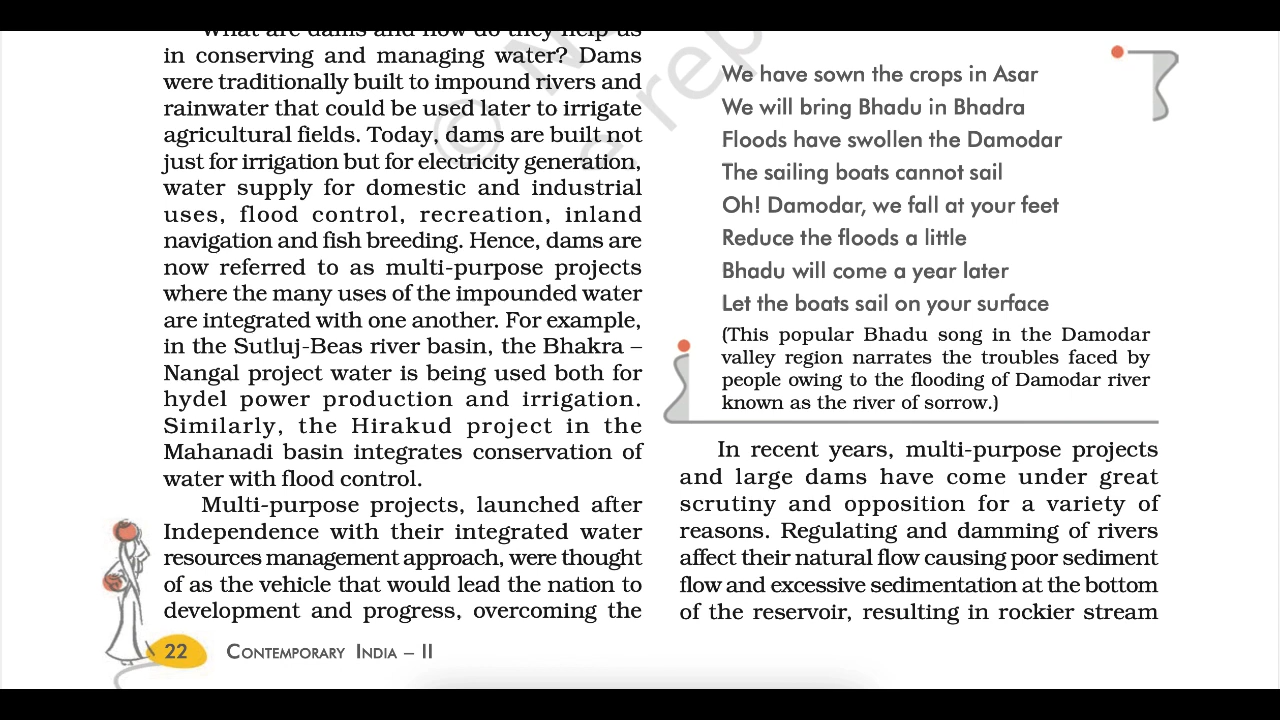 What are dams and how do they help us
in conserving and managing water? Dams
were traditionally built to impound rivers and
rainwater that could be used later to irrigate
agricultural fields. Today, dams are built not
just for irrigation but for electricity generation,
water supply for domestic and industrial
uses, flood control, recreation, inland
navigation and fish breeding. Hence, dams are
now referred to as multi-purpose projects
where the many uses of the impounded water
are integrated with one another. For example,
in the Sutluj-Beas river basin, the Bhakra –
Nangal project water is being used both for
hydel power production and irrigation.
Similarly, the Hirakud project in the
Mahanadi basin integrates conservation of
water with flood control.
Multi-purpose projects, launched after
Independence with their integrated water
resources management approach, were thought
of as the vehicle that would lead the nation to
development and progress, overcoming the
We have sown the crops in Asar
We will bring Bhadu in Bhadra
Floods have swollen the Damodar
The sailing boats cannot sail
Oh! Damodar, we fall at your feet
Reduce the floods a little
Bhadu will come a year later
Let the boats sail on your surface
(This popular Bhadu song in the Damodar
valley region narrates the troubles faced by
people owing to the flooding of Damodar river
known as the river of sorrow.)
In recent years, multi-purpose projects
and large dams have come under great
scrutiny and opposition for a variety of
reasons. Regulating and damming of rivers
affect their natural flow causing poor sediment
flow and excessive sedimentation at the bottom
of the reservoir, resulting in rockier stream
22 CONTEMPORARY INDIA – II